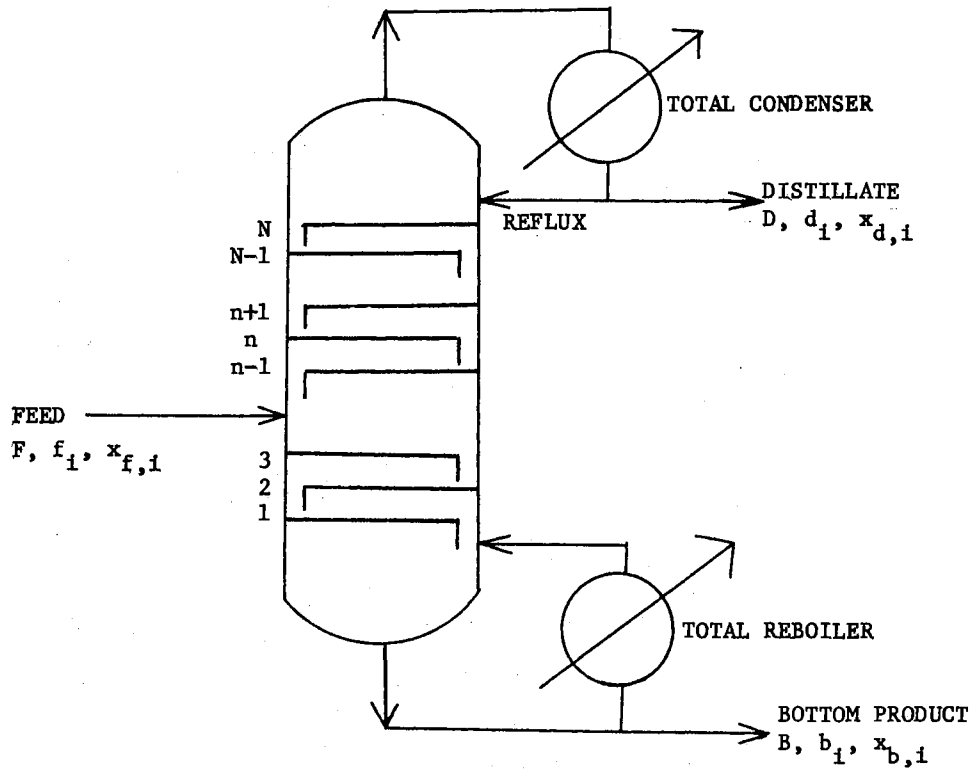 TOTAL CONDENSER
DISTILLATE
D, d_i, x_d,i
REFLUX
N
N-1
n+1
n
n-1
FEED
F, f_i, x_f,i
3
2
1
TOTAL REBOILER
BOTTOM PRODUCT
B, b_i, x_b,i